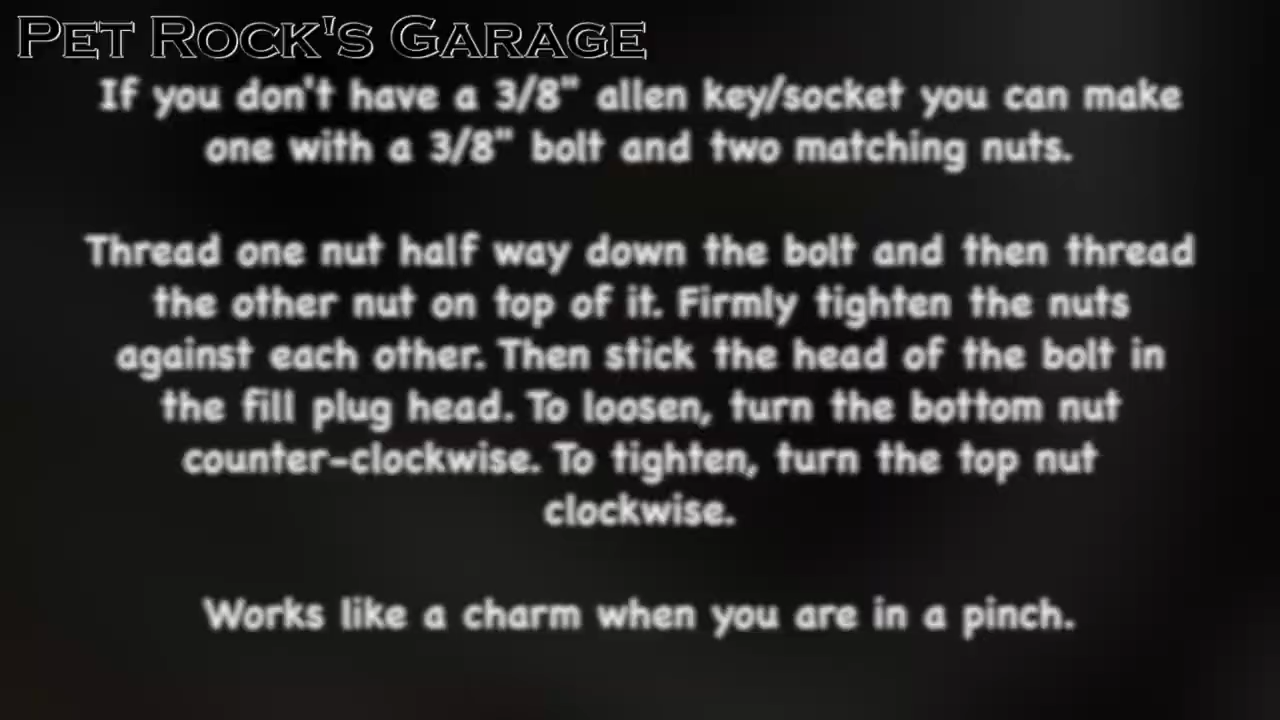 PET ROCK'S GARAGE
If you don't have a 3/8" allen key/socket you can make
one with a 3/8" bolt and two matching nuts.
Thread one nut half way down the bolt and then thread
the other nut on top of it. Firmly tighten the nuts
against each other. Then stick the head of the bolt in
the fill plug head. To loosen, turn the bottom nut
counter-clockwise. To tighten, turn the top nut
clockwise.
Works like a charm when you are in a pinch.